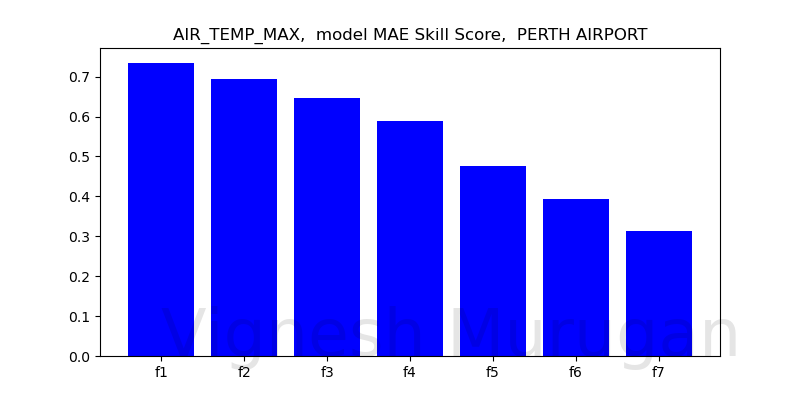 AIR_TEMP_MAX,  model MAE Skill Score,  PERTH AIRPORT
0.7
0.6
0.5
0.4
0.3
0.2
0.1
0.0
f1 f2 f3 f4 f5 f6 f7
Vignesh Murugan